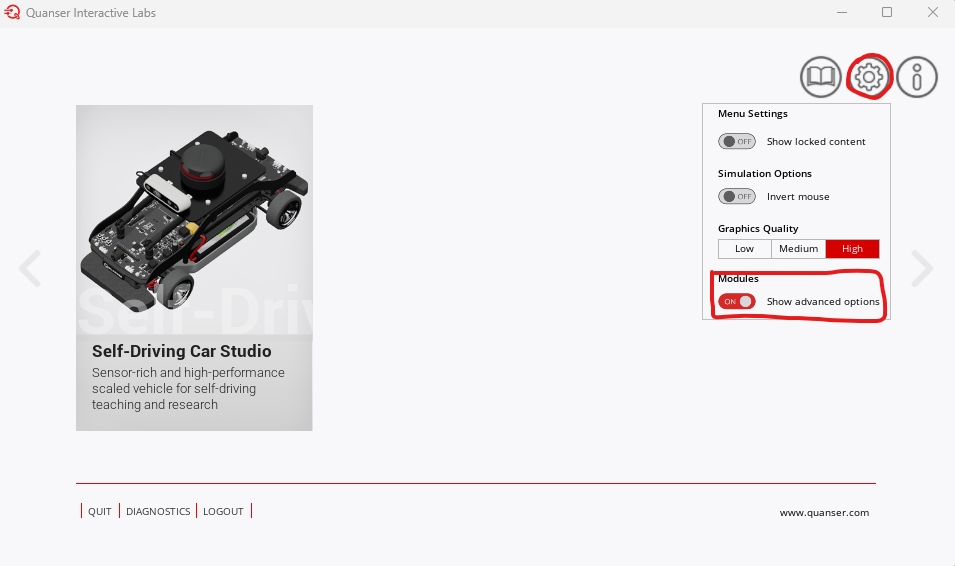 Quanser Interactive Labs
Menu Settings
OFF Show locked content
Simulation Options
OFF Invert mouse
Graphics Quality
Low Medium High
Modules
ON Show advanced options
Self-Driv
Self-Driving Car Studio
Sensor-rich and high-performance
scaled vehicle for self-driving
teaching and research
QUIT DIAGNOSTICS LOGOUT
www.quanser.com